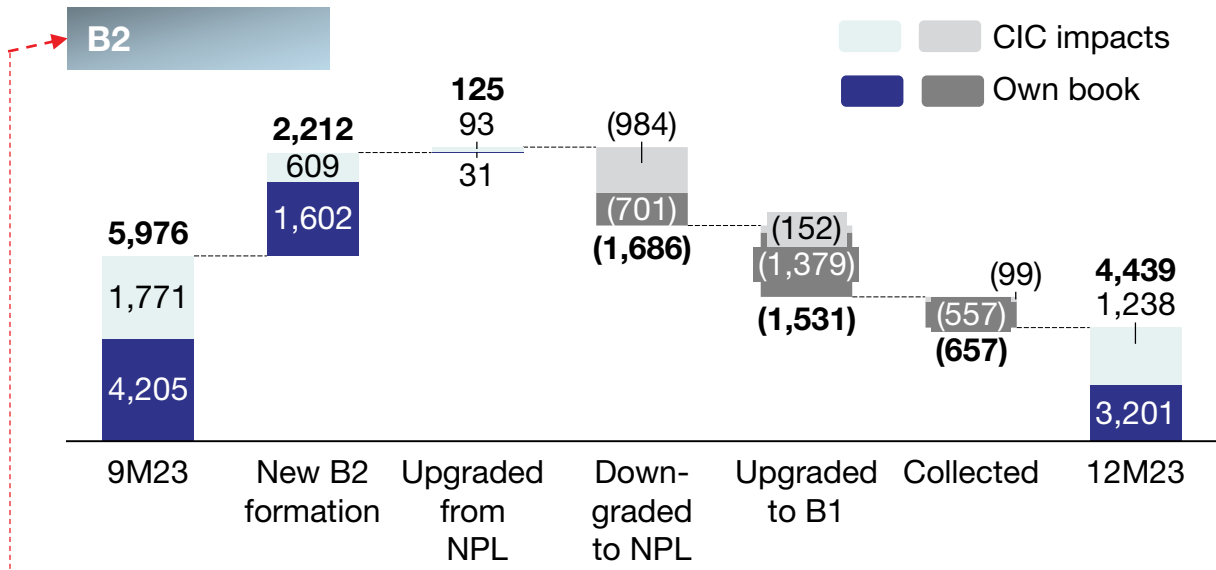 B2
CIC impacts
Own book
5,976
1,771
4,205
2,212
609
1,602
125
93
31
(984)
(701)
(1,686)
(152)
(1,379)
(1,531)
(99)
(557)
(657)
4,439
1,238
3,201
9M23
New B2
formation
Upgraded
from
NPL
Down-
graded
to NPL
Upgraded
to B1
Collected
12M23